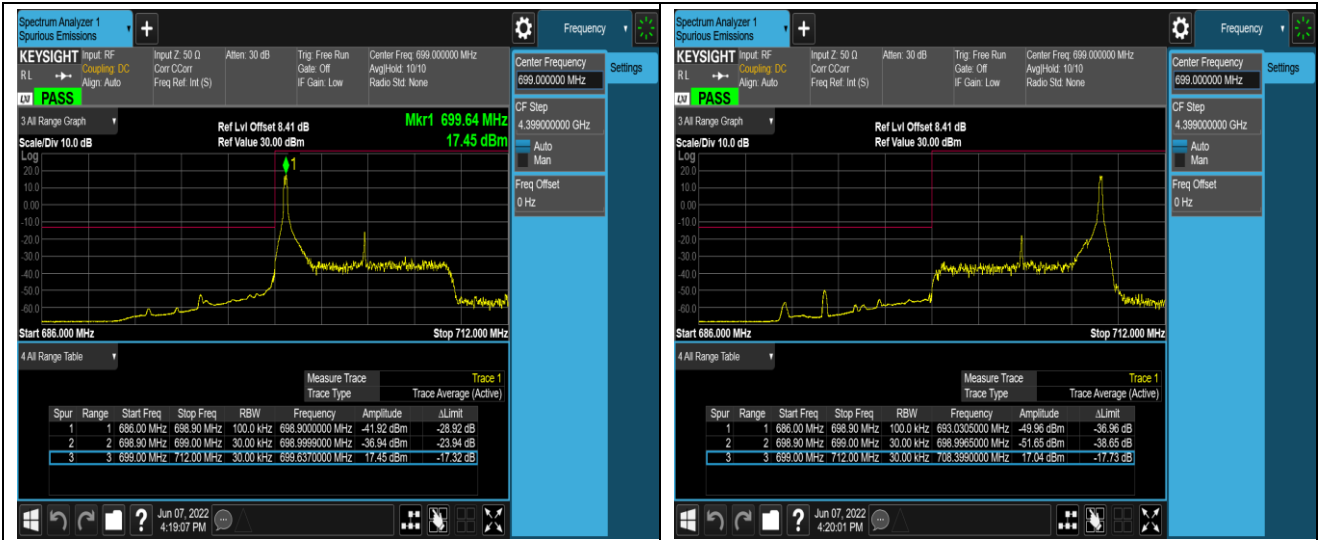 Spectrum Analyzer 1
Spurious Emissions
+
Frequency
KEYSIGHT Input: RF Input Z: 50 Ω Atten: 30 dB Trig: Free Run Center Freq: 699.000000 MHz
RL Coupling: DC Corr CCorr Gate: Off Avg|Hold: 10/10
Align: Auto Freq Ref: Int (S) IF Gain: Low Radio Std: None
LXI PASS
Center Frequency
699.000000 MHz
Settings
CF Step
4.399000000 GHz
Auto
Man
Freq Offset
0 Hz
3 All Range Graph
Ref Lvl Offset 8.41 dB
Mkr1 699.64 MHz
Scale/Div 10.0 dB
Ref Value 30.00 dBm
17.45 dBm
Log
1
20.0
10.0
0.00
-10.0
-20.0
-30.0
-40.0
-50.0
-60.0
Start 686.000 MHz
Stop 712.000 MHz
4 All Range Table
Measure Trace Trace 1
Trace Type Trace Average (Active)
Spur Range Start Freq Stop Freq RBW Frequency Amplitude ΔLimit
1 1 686.00 MHz 698.90 MHz 100.0 kHz 698.9000000 MHz -41.92 dBm -28.92 dB
2 2 698.90 MHz 699.00 MHz 30.00 kHz 698.9999000 MHz -36.94 dBm -23.94 dB
3 3 699.00 MHz 712.00 MHz 30.00 kHz 699.6370000 MHz 17.45 dBm -17.32 dB
?
Jun 07, 2022
4:19:07 PM
Spectrum Analyzer 1
Spurious Emissions
+
Frequency
KEYSIGHT Input: RF Input Z: 50 Ω Atten: 30 dB Trig: Free Run Center Freq: 699.000000 MHz
RL Coupling: DC Corr CCorr Gate: Off Avg|Hold: 10/10
Align: Auto Freq Ref: Int (S) IF Gain: Low Radio Std: None
LXI PASS
Center Frequency
699.000000 MHz
Settings
CF Step
4.399000000 GHz
Auto
Man
Freq Offset
0 Hz
3 All Range Graph
Ref Lvl Offset 8.41 dB
Scale/Div 10.0 dB
Ref Value 30.00 dBm
Log
20.0
10.0
0.00
-10.0
-20.0
-30.0
-40.0
-50.0
-60.0
Start 686.000 MHz
Stop 712.000 MHz
4 All Range Table
Measure Trace Trace 1
Trace Type Trace Average (Active)
Spur Range Start Freq Stop Freq RBW Frequency Amplitude ΔLimit
1 1 686.00 MHz 698.90 MHz 100.0 kHz 693.0305000 MHz -49.96 dBm -36.96 dB
2 2 698.90 MHz 699.00 MHz 30.00 kHz 698.9965000 MHz -51.65 dBm -38.65 dB
3 3 699.00 MHz 712.00 MHz 30.00 kHz 708.3990000 MHz 17.04 dBm -17.73 dB
?
Jun 07, 2022
4:20:01 PM